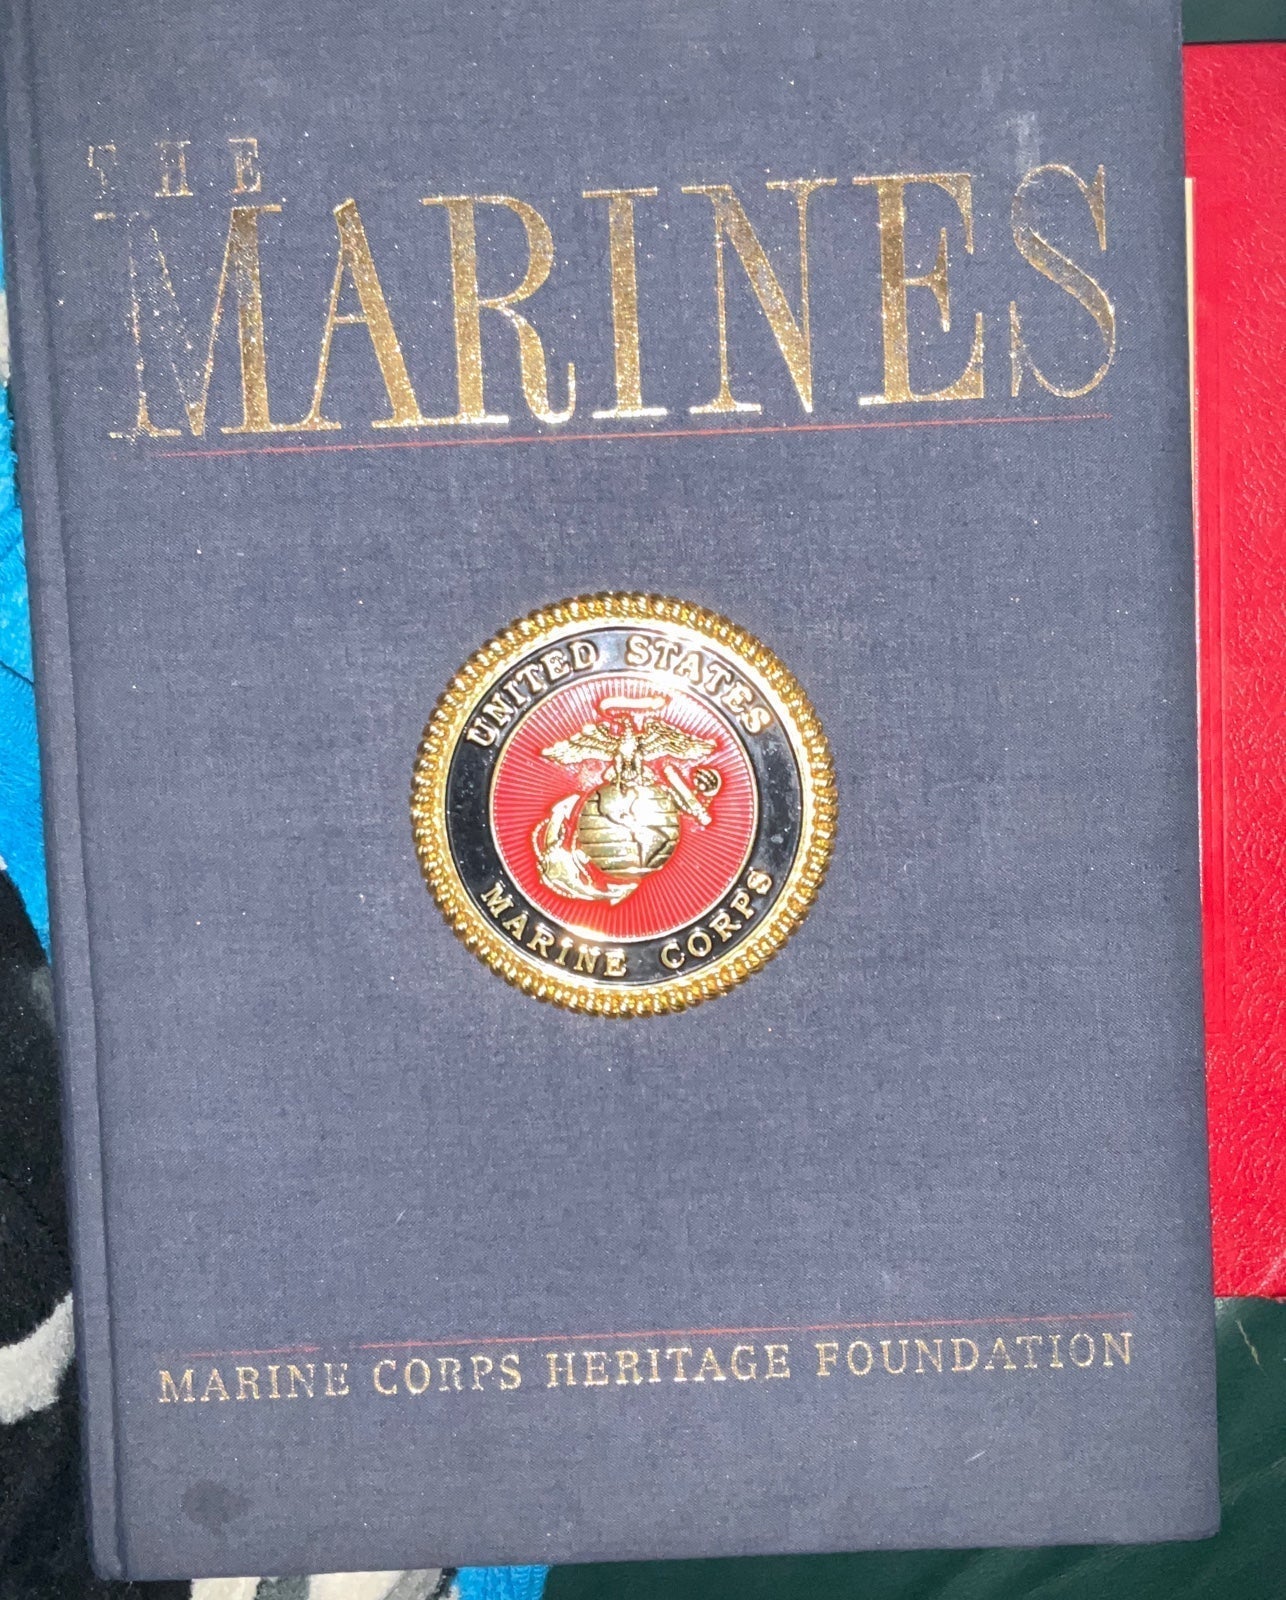 THE
MARINES
UNITED STATES
MARINE CORPS
MARINE CORPS HERITAGE FOUNDATION